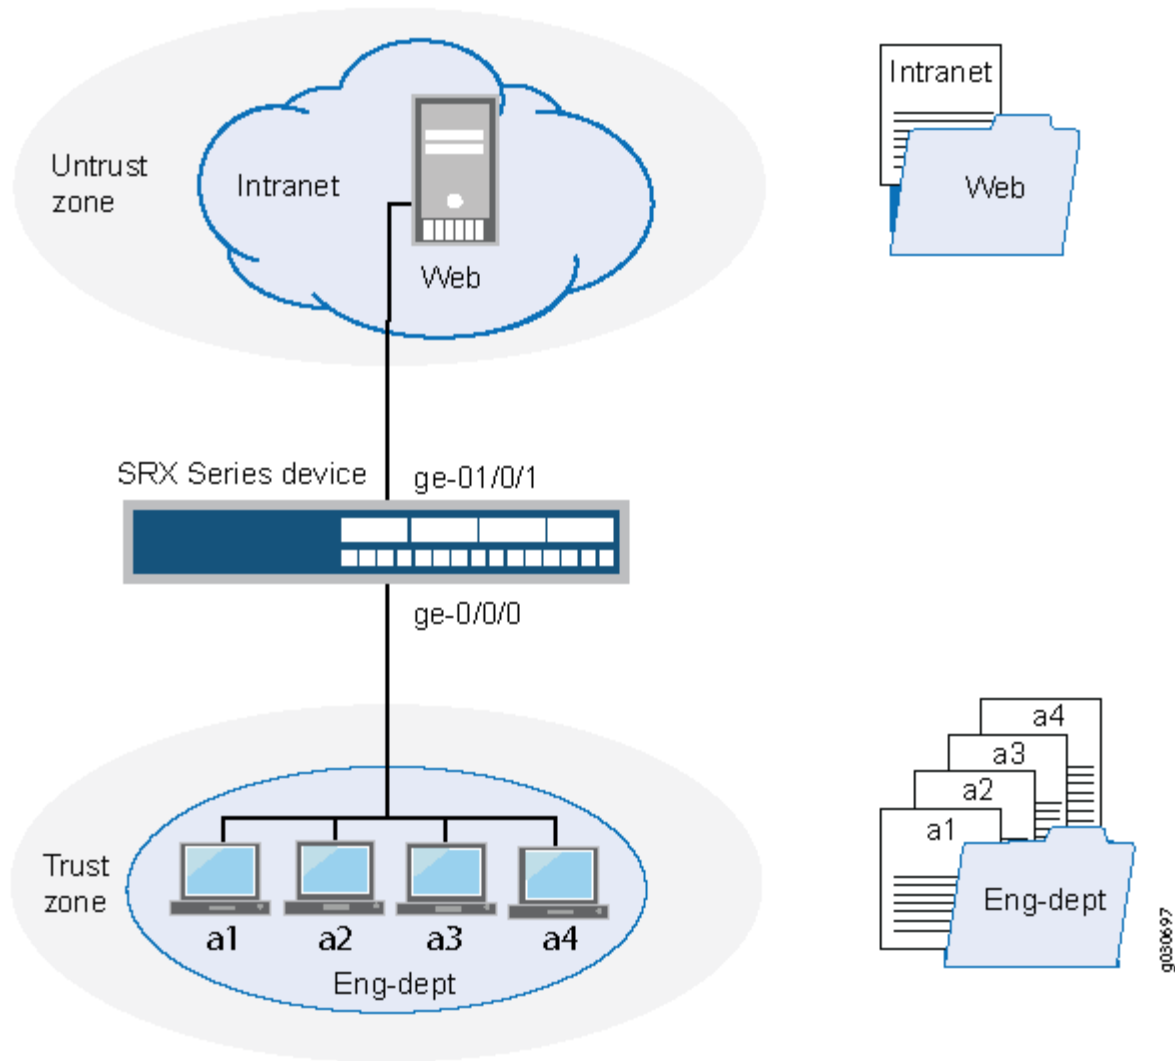 Intranet
Untrust
zone
Intranet
Web
Web
SRX Series device
ge-01/0/1
ge-0/0/0
a4
a3
a2
a1
Trust
zone
Eng-dept
a1 a2 a3 a4
Eng-dept
g030697